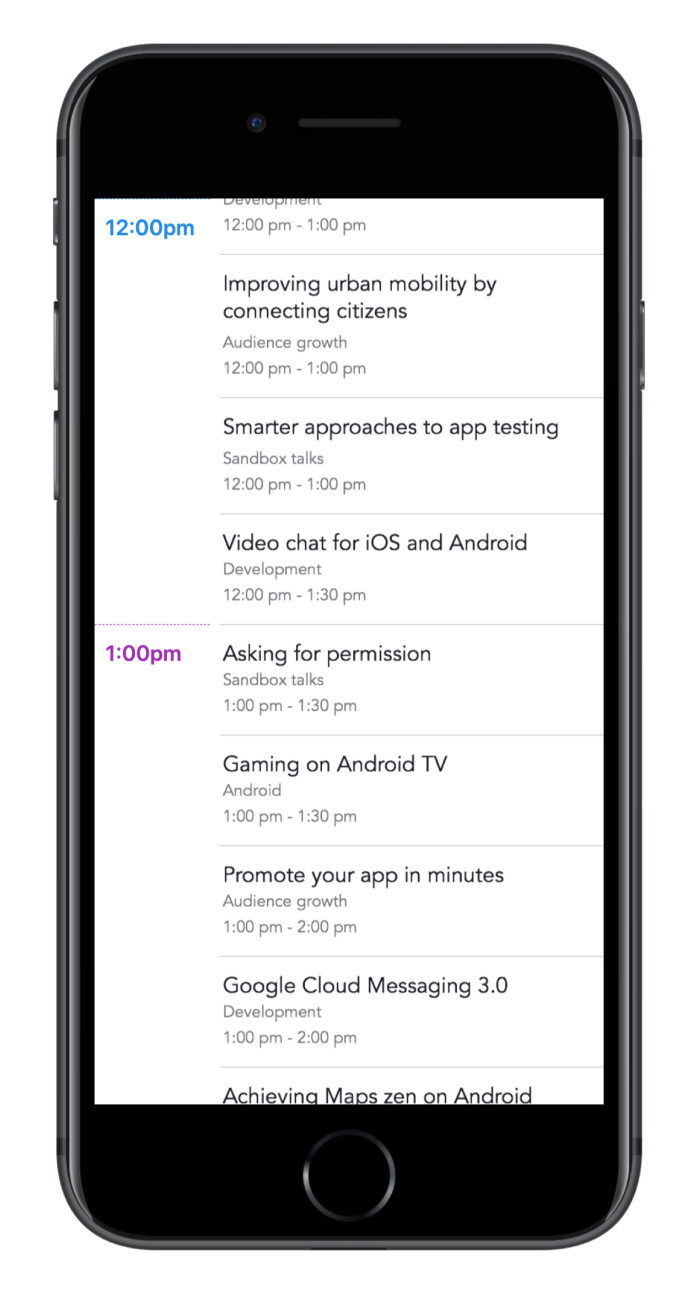 Development
12:00pm
12:00 pm - 1:00 pm
Improving urban mobility by
connecting citizens
Audience growth
12:00 pm - 1:00 pm
Smarter approaches to app testing
Sandbox talks
12:00 pm - 1:00 pm
Video chat for iOS and Android
Development
12:00 pm - 1:30 pm
1:00pm
Asking for permission
Sandbox talks
1:00 pm - 1:30 pm
Gaming on Android TV
Android
1:00 pm - 1:30 pm
Promote your app in minutes
Audience growth
1:00 pm - 2:00 pm
Google Cloud Messaging 3.0
Development
1:00 pm - 2:00 pm
Achieving Maps zen on Android